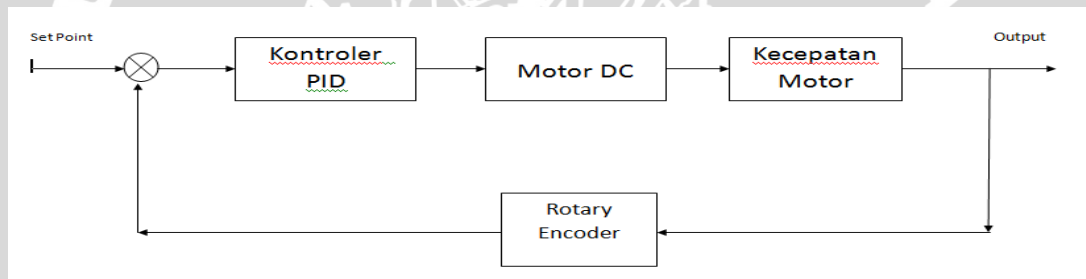 Set Point
Output
Kontroler
PID
Motor DC
Kecepatan
Motor
Rotary
Encoder